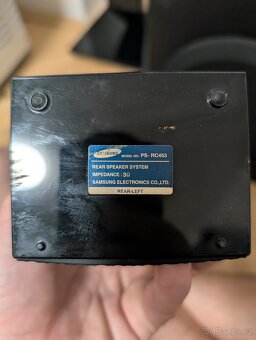 SAMSUNG MODEL NO. PS- RC453
REAR SPEAKER SYSTEM
IMPEDANCE : 3Ω
SAMSUNG ELECTRONICS CO.,LTD.
REAR-LEFT